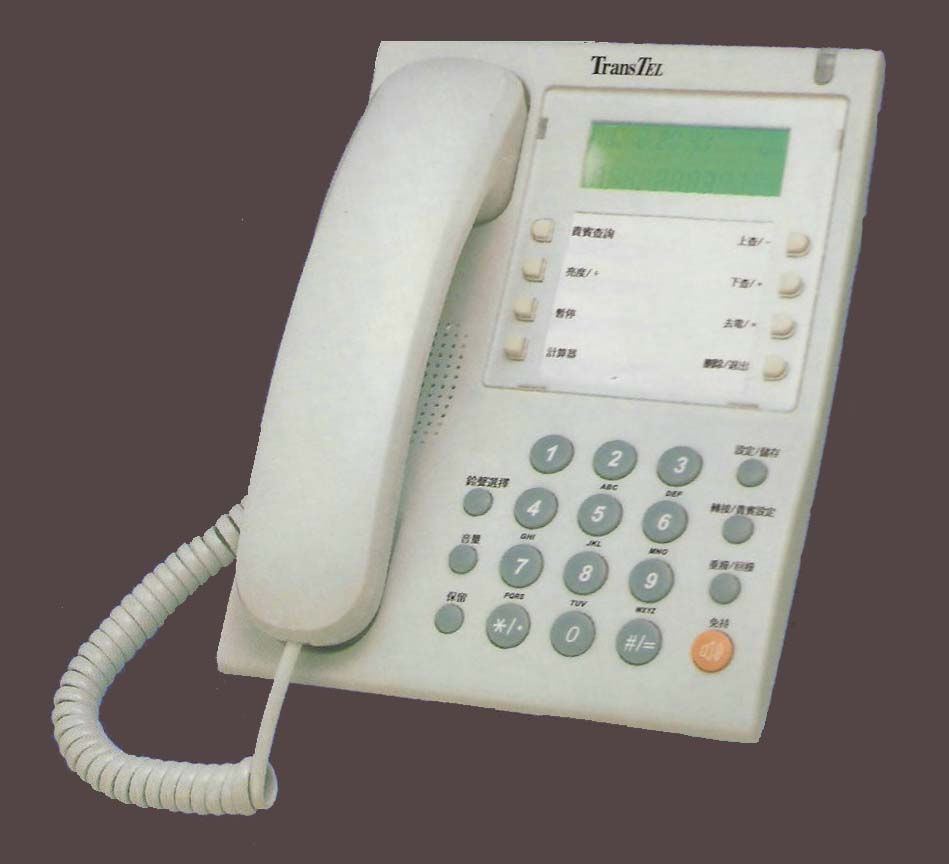 TransTEL
貴賓查詢
上查/-
亮度/+
下查/+
暫停
去電/×
計算器
刪除/退出
1
2
3
設定/儲存
ABC
DEF
鈴聲選擇
4
5
6
轉接/貴賓設定
GHI
JKL
MNO
音量
7
8
9
重撥/回撥
PQRS
TUV
WXYZ
保留
*/·
0
#/=
免持